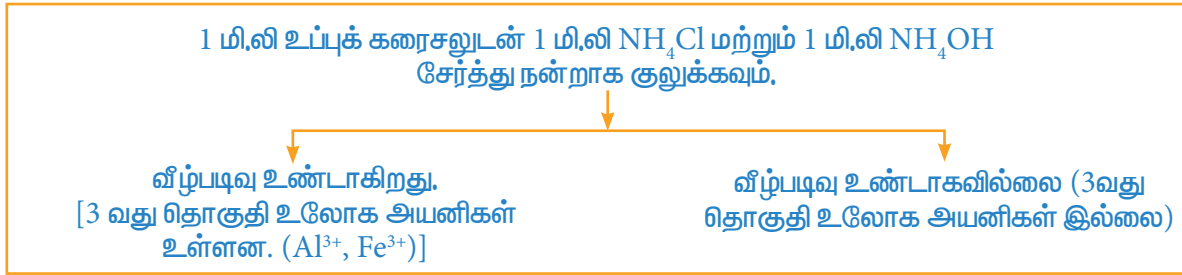 1 மி.லி உப்புக் கரைசலுடன் 1 மி.லி NH₄Cl மற்றும் 1 மி.லி NH₄OH
சேர்த்து நன்றாக குலுக்கவும்.
வீழ்படிவு உண்டாகிறது.
[3 வது தொகுதி உலோக அயனிகள்
உள்ளன. (Al³⁺, Fe³⁺)]
வீழ்படிவு உண்டாகவில்லை (3வது
தொகுதி உலோக அயனிகள் இல்லை)